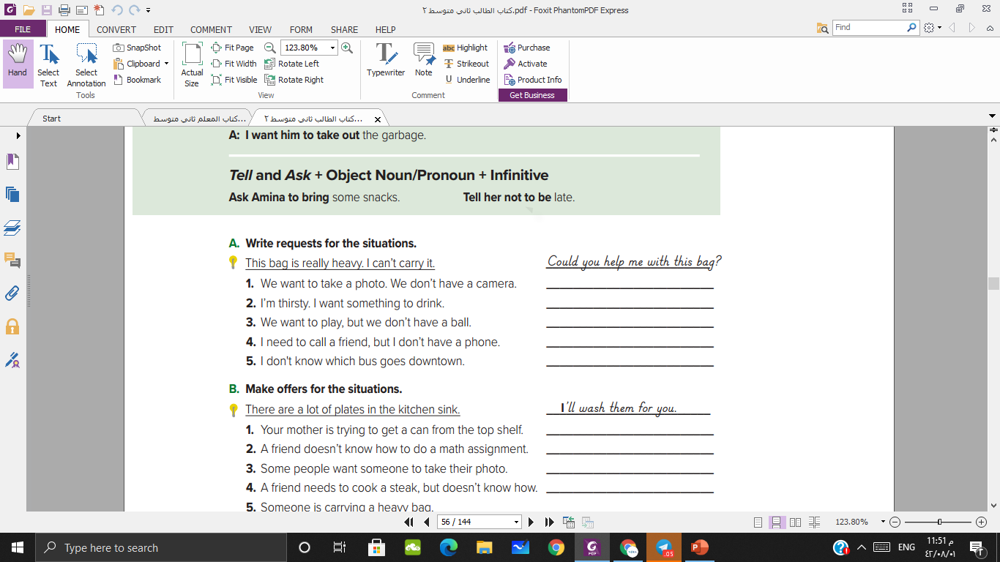 كتاب الطالب ثاني متوسط ٢.pdf - Foxit PhantomPDF Express
FILE HOME CONVERT EDIT COMMENT VIEW FORM SHARE HELP
Find
Hand
Select Text
Select Annotation
SnapShot
Clipboard
Bookmark
Tools
Actual Size
Fit Page
Fit Width
Fit Visible
123.80%
Rotate Left
Rotate Right
View
Typewriter
Note
Highlight
Strikeout
Underline
Comment
Purchase
Activate
Product Info
Get Business
Start
كتاب المعلم ثاني متوسط...
كتاب الطالب ثاني متوسط ٢...
A: I want him to take out the garbage.
Tell and Ask + Object Noun/Pronoun + Infinitive
Ask Amina to bring some snacks. Tell her not to be late.
A. Write requests for the situations.
This bag is really heavy. I can't carry it. Could you help me with this bag?
1. We want to take a photo. We don't have a camera.
2. I'm thirsty. I want something to drink.
3. We want to play, but we don't have a ball.
4. I need to call a friend, but I don't have a phone.
5. I don't know which bus goes downtown.
B. Make offers for the situations.
There are a lot of plates in the kitchen sink. I'll wash them for you.
1. Your mother is trying to get a can from the top shelf.
2. A friend doesn't know how to do a math assignment.
3. Some people want someone to take their photo.
4. A friend needs to cook a steak, but doesn't know how.
5. Someone is carrying a heavy bag.
56 / 144
123.80%
Type here to search
ENG
11:51 م
٤٢/٠٨/٠١